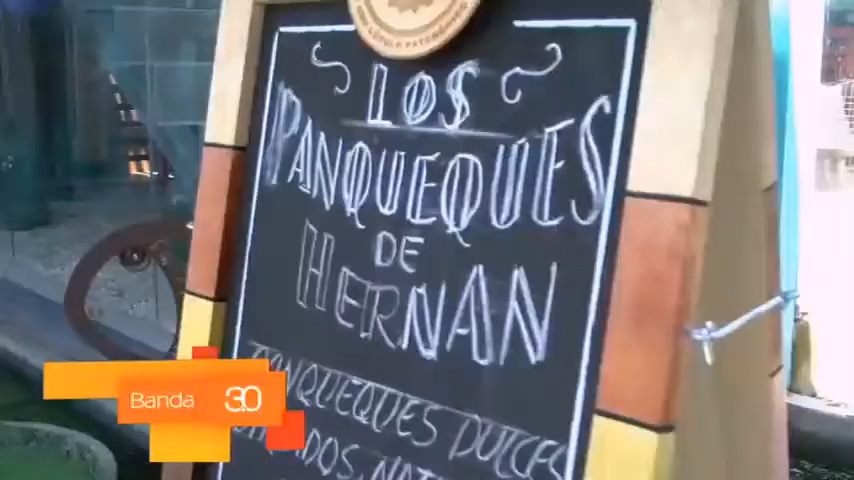 LOS
PANQUEQUES
DE
HERNAN
PANQUEQUES DULCES
Banda 3.0